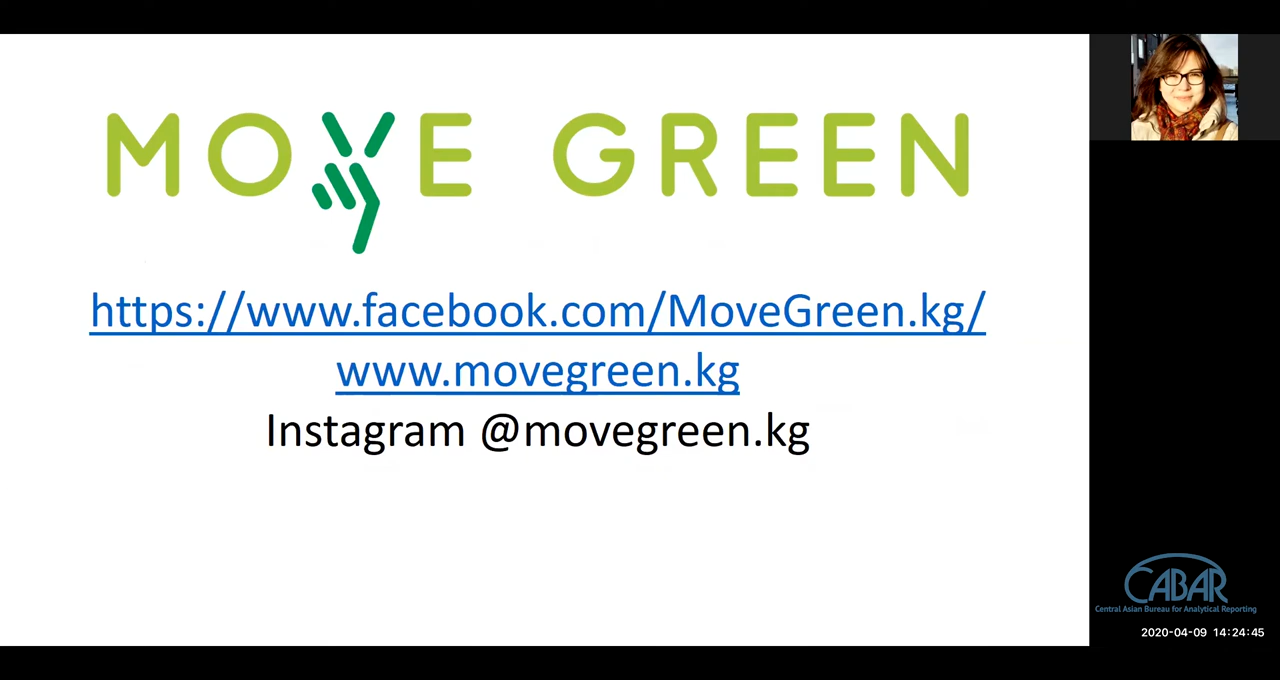 MOVE GREEN
https://www.facebook.com/MoveGreen.kg/
www.movegreen.kg
Instagram @movegreen.kg
CABAR
Central Asian Bureau for Analytical Reporting
2020-04-09 14:24:45